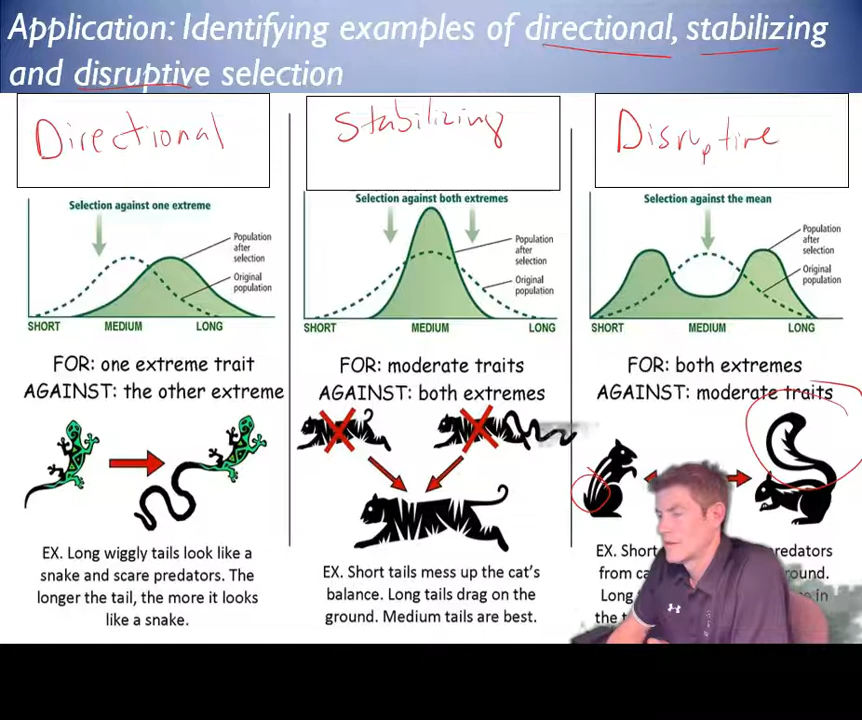 Application: Identifying examples of directional, stabilizing
and disruptive selection
Directional
Stabilizing
Disruptive
Selection against one extreme
Population
after
selection
Original
population
SHORT MEDIUM LONG
FOR: one extreme trait
AGAINST: the other extreme
EX. Long wiggly tails look like a
snake and scare predators. The
longer the tail, the more it looks
like a snake.
Selection against both extremes
Population
after
selection
Original
population
SHORT MEDIUM LONG
FOR: moderate traits
AGAINST: both extremes
EX. Short tails mess up the cat's
balance. Long tails drag on the
ground. Medium tails are best.
Selection against the mean
Population
after
selection
Original
population
SHORT MEDIUM LONG
FOR: both extremes
AGAINST: moderate traits
EX. Short redators
from
Long in
the